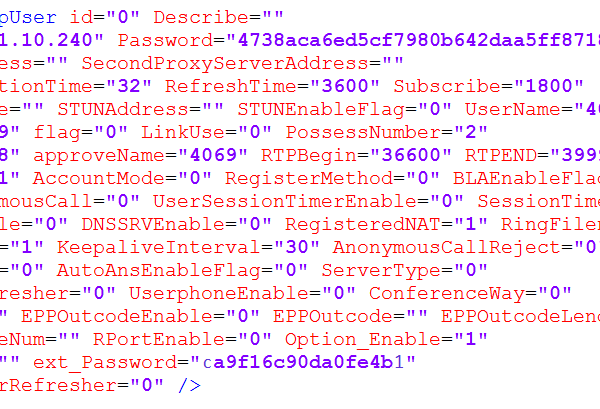 pUser id="0" Describe=""
1.10.240" Password="4738aca6ed5cf7980b642daa5ff8718
ess="" SecondProxyServerAddress=""
tionTime="32" RefreshTime="3600" Subscribe="1800"
e="" STUNAddress="" STUNEnableFlag="0" UserName="40
9" flag="0" LinkUse="0" PossessNumber="2"
8" approveName="4069" RTPBegin="36600" RTPEND="3999
1" AccountMode="0" RegisterMethod="0" BLAEnableFlag
mousCall="0" UserSessionTimerEnable="0" SessionTime
le="0" DNSSRVEnable="0" RegisteredNAT="1" RingFilen
="1" KeepaliveInterval="30" AnonymousCallReject="0"
="0" AutoAnsEnableFlag="0" ServerType="0"
resher="0" UserphoneEnable="0" ConferenceWay="0"
" EPPOutcodeEnable="0" EPPOutcode="" EPPOutcodeLeng
eNum="" RPortEnable="0" Option_Enable="1"
"" ext_Password="ca9f16c90da0fe4b1"
rRefresher="0" />